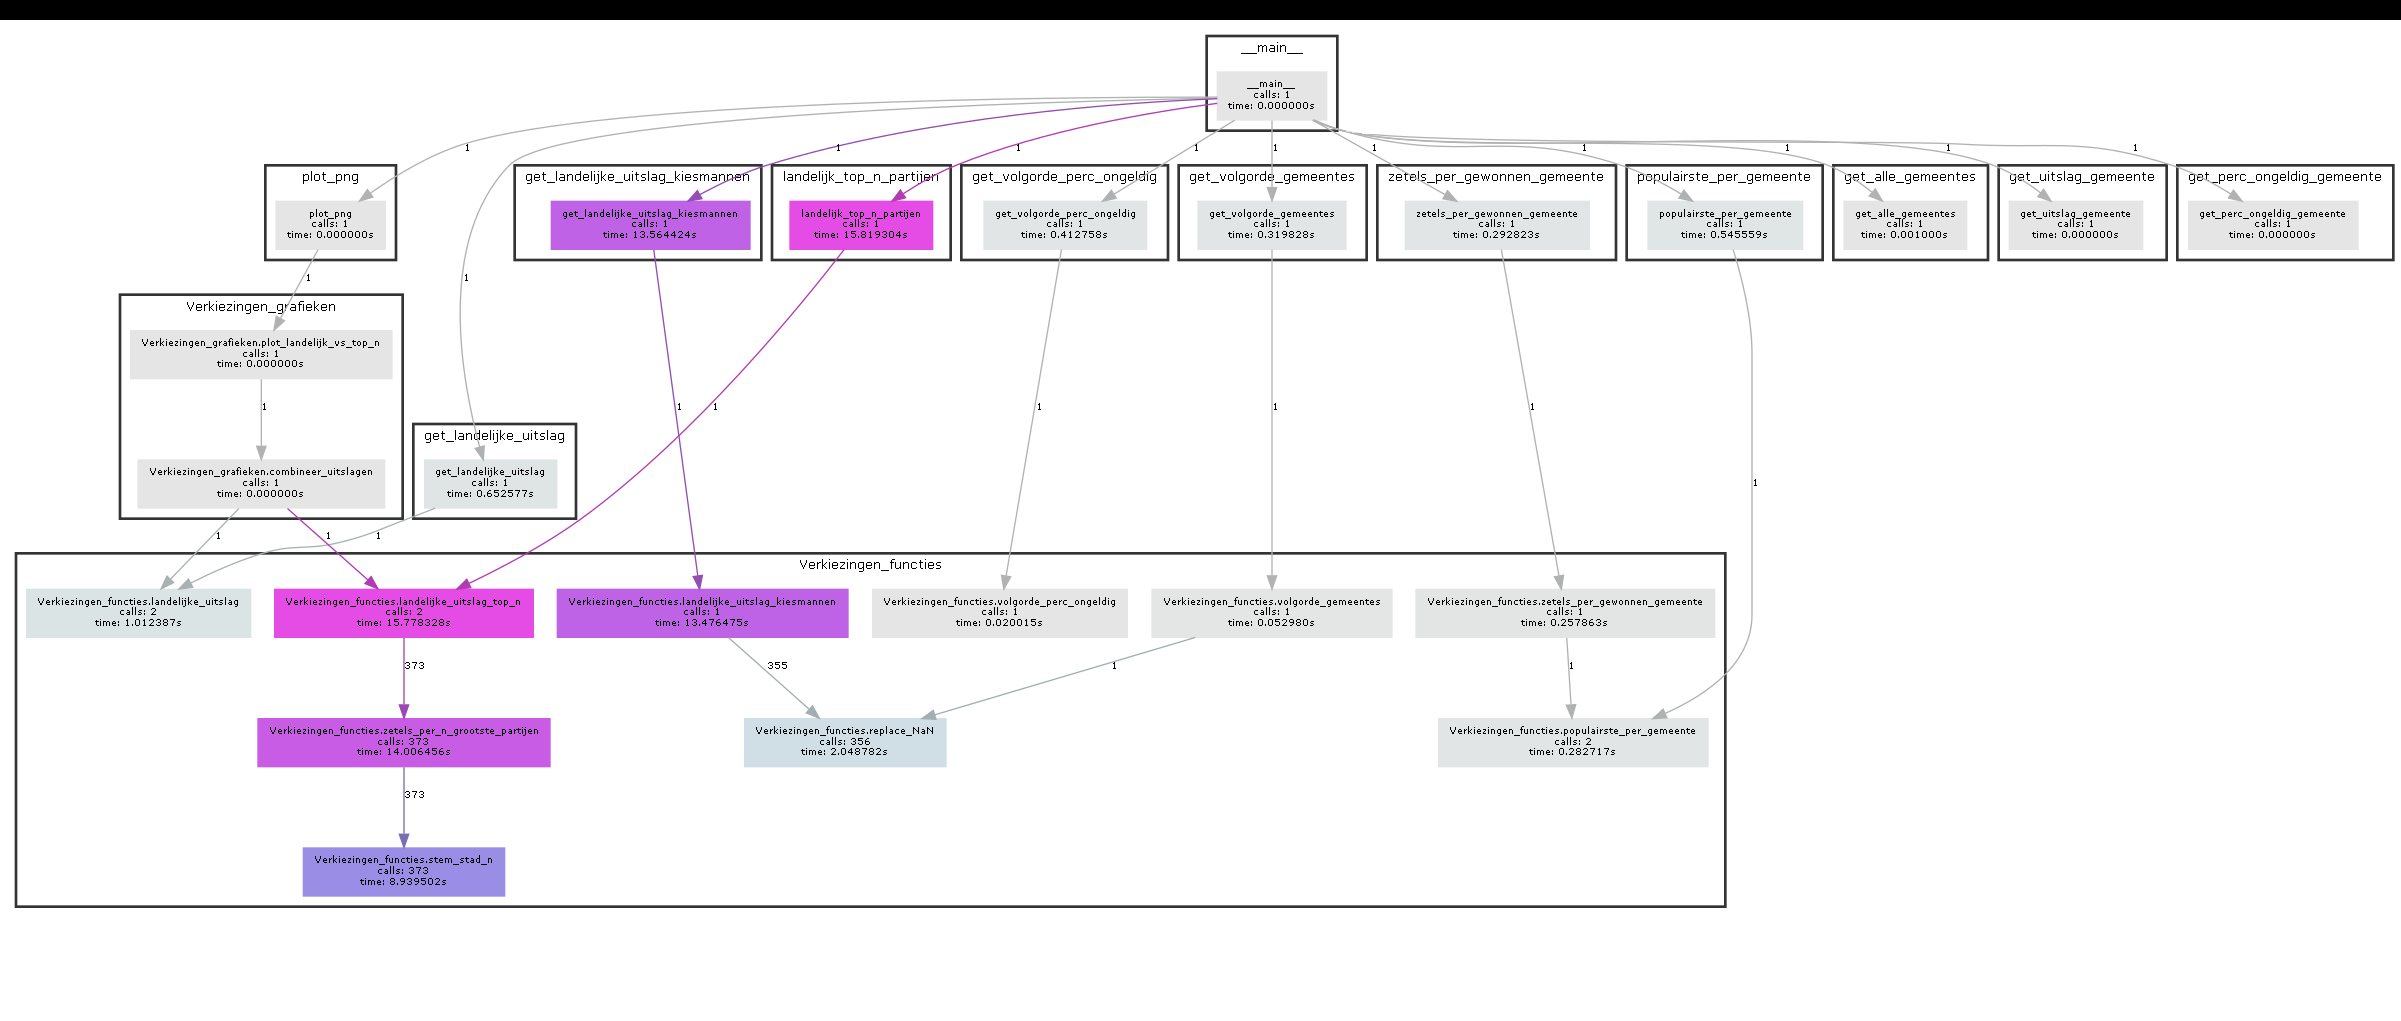 __main__
__main__
calls: 1
time: 0.000000s
1
1
1
1
1
1
1
1
1
1
1
plot_png
plot_png
calls: 1
time: 0.000000s
get_landelijke_uitslag_kiesmannen
get_landelijke_uitslag_kiesmannen
calls: 1
time: 13.564424s
landelijk_top_n_partijen
landelijk_top_n_partijen
calls: 1
time: 15.819304s
get_volgorde_perc_ongeldig
get_volgorde_perc_ongeldig
calls: 1
time: 0.412758s
get_volgorde_gemeentes
get_volgorde_gemeentes
calls: 1
time: 0.319828s
zetels_per_gewonnen_gemeente
zetels_per_gewonnen_gemeente
calls: 1
time: 0.292823s
populairste_per_gemeente
populairste_per_gemeente
calls: 1
time: 0.545559s
get_alle_gemeentes
get_alle_gemeentes
calls: 1
time: 0.001000s
get_uitslag_gemeente
get_uitslag_gemeente
calls: 1
time: 0.000000s
get_perc_ongeldig_gemeente
get_perc_ongeldig_gemeente
calls: 1
time: 0.000000s
1
Verkiezingen_grafieken
Verkiezingen_grafieken.plot_landelijk_vs_top_n
calls: 1
time: 0.000000s
1
1
1
1
1
1
1
Verkiezingen_grafieken.combineer_uitslagen
calls: 1
time: 0.000000s
get_landelijke_uitslag
get_landelijke_uitslag
calls: 1
time: 0.652577s
1
1
1
Verkiezingen_functies
Verkiezingen_functies.landelijke_uitslag
calls: 2
time: 1.012387s
Verkiezingen_functies.landelijke_uitslag_top_n
calls: 2
time: 15.778328s
Verkiezingen_functies.landelijke_uitslag_kiesmannen
calls: 1
time: 13.476475s
Verkiezingen_functies.volgorde_perc_ongeldig
calls: 1
time: 0.020015s
Verkiezingen_functies.volgorde_gemeentes
calls: 1
time: 0.052980s
Verkiezingen_functies.zetels_per_gewonnen_gemeente
calls: 1
time: 0.257863s
373
355
1
1
Verkiezingen_functies.zetels_per_n_grootste_partijen
calls: 373
time: 14.006456s
Verkiezingen_functies.replace_NaN
calls: 356
time: 2.048782s
Verkiezingen_functies.populairste_per_gemeente
calls: 2
time: 0.282717s
373
Verkiezingen_functies.stem_stad_n
calls: 373
time: 8.939502s